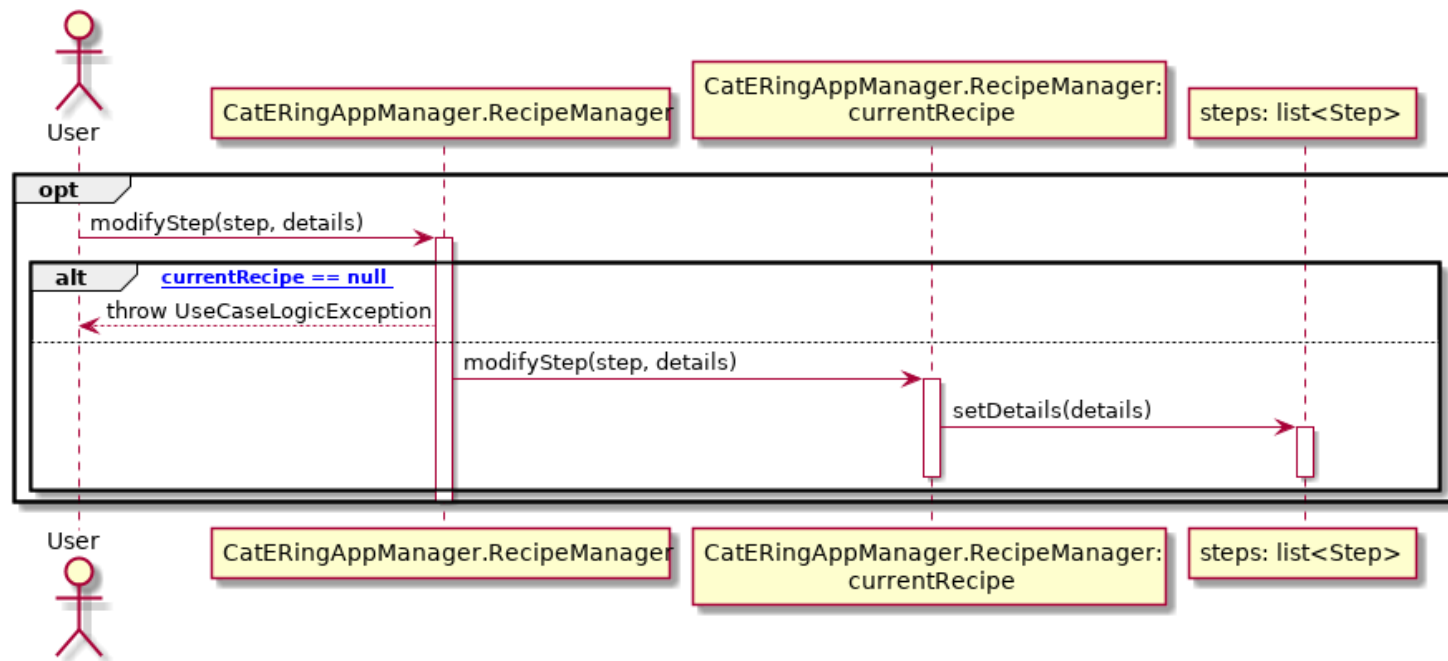 User
CatERingAppManager.RecipeManager
CatERingAppManager.RecipeManager:
currentRecipe
steps: list<Step>
opt
modifyStep(step, details)
alt
currentRecipe == null
throw UseCaseLogicException
modifyStep(step, details)
setDetails(details)
User
CatERingAppManager.RecipeManager
CatERingAppManager.RecipeManager:
currentRecipe
steps: list<Step>